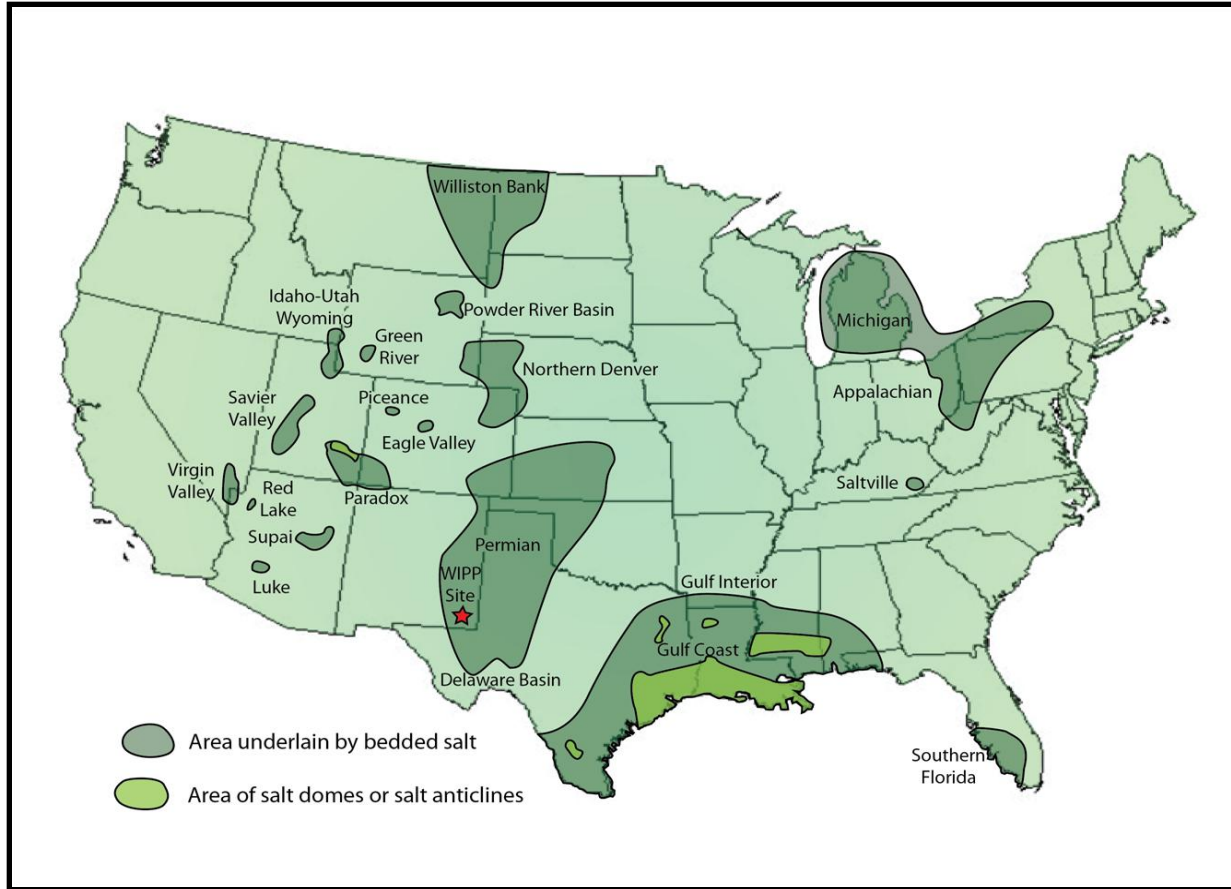 Williston Bank
Idaho-Utah
Wyoming
Powder River Basin
Green
River
Michigan
Northern Denver
Savier
Valley
Piceance
Appalachian
Eagle Valley
Virgin
Valley
Red
Lake
Paradox
Saltville
Supai
Permian
WIPP
Site
Luke
Gulf Interior
Gulf Coast
Delaware Basin
Area underlain by bedded salt
Southern
Florida
Area of salt domes or salt anticlines